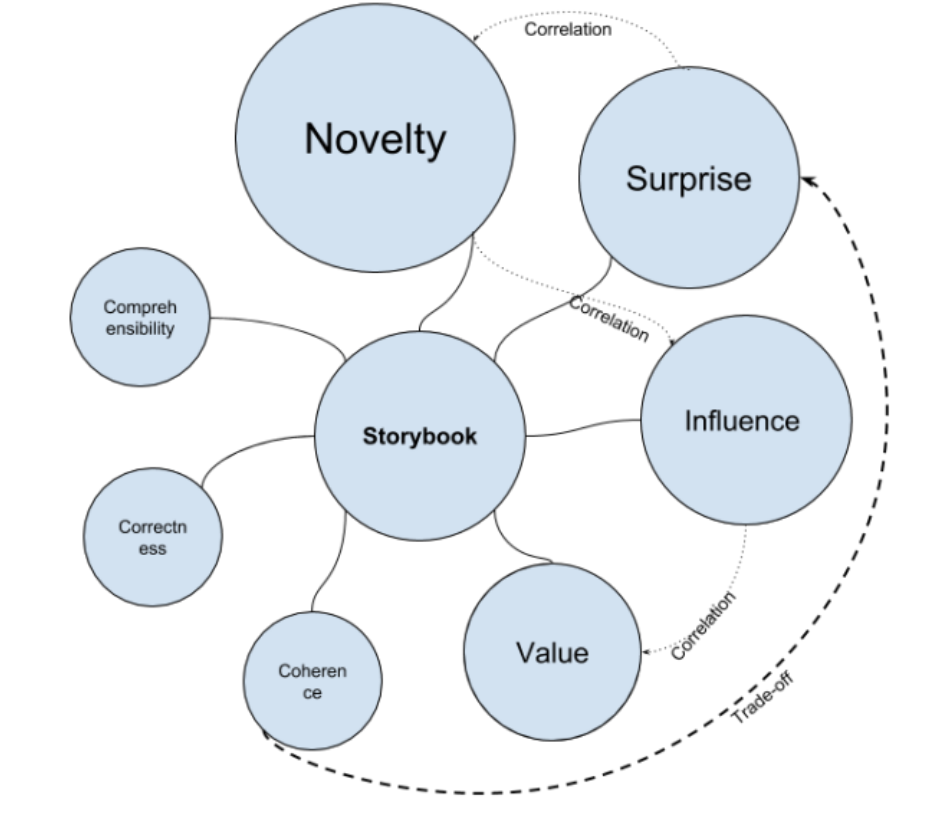 Correlation
Novelty
Surprise
Correlation
Compreh
ensibility
Storybook
Influence
Correctn
ess
Correlation
Value
Coheren
ce
Trade-off